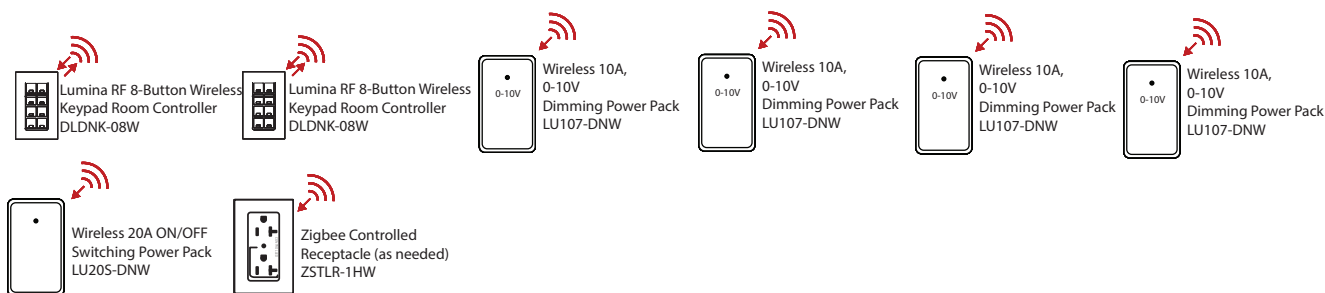 Lumina RF 8-Button Wireless
Keypad Room Controller
DLDNK-08W
Lumina RF 8-Button Wireless
Keypad Room Controller
DLDNK-08W
0-10V
Wireless 10A,
0-10V
Dimming Power Pack
LU107-DNW
0-10V
Wireless 10A,
0-10V
Dimming Power Pack
LU107-DNW
0-10V
Wireless 10A,
0-10V
Dimming Power Pack
LU107-DNW
0-10V
Wireless 10A,
0-10V
Dimming Power Pack
LU107-DNW
Wireless 20A ON/OFF
Switching Power Pack
LU20S-DNW
Zigbee Controlled
Receptacle (as needed)
ZSTLR-1HW